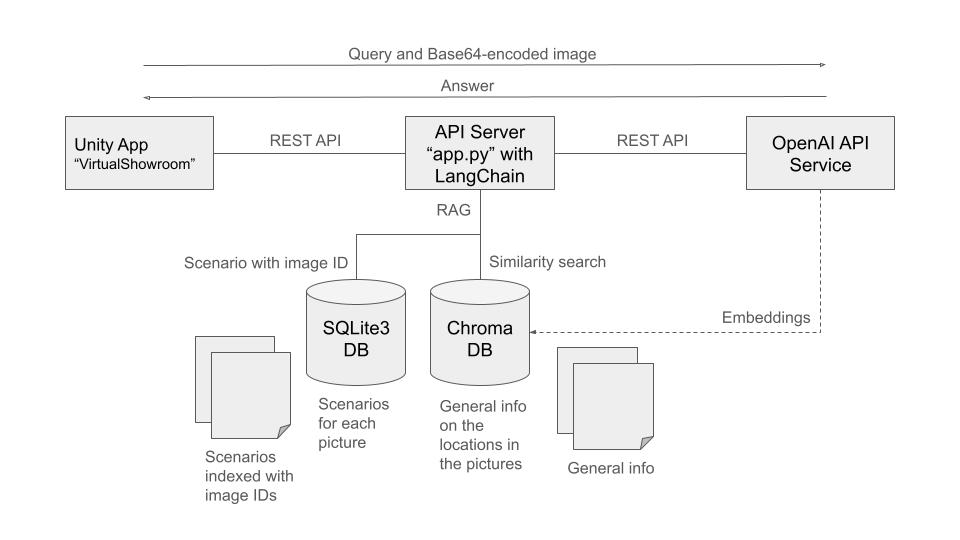 Query and Base64-encoded image
Answer
Unity App
“VirtualShowroom”
REST API
API Server
“app.py” with
LangChain
REST API
OpenAI API
Service
RAG
Scenario with image ID
Similarity search
SQLite3
DB
Chroma
DB
Embeddings
Scenarios
for each
picture
General info
on the
locations in
the pictures
Scenarios
indexed with
image IDs
General info